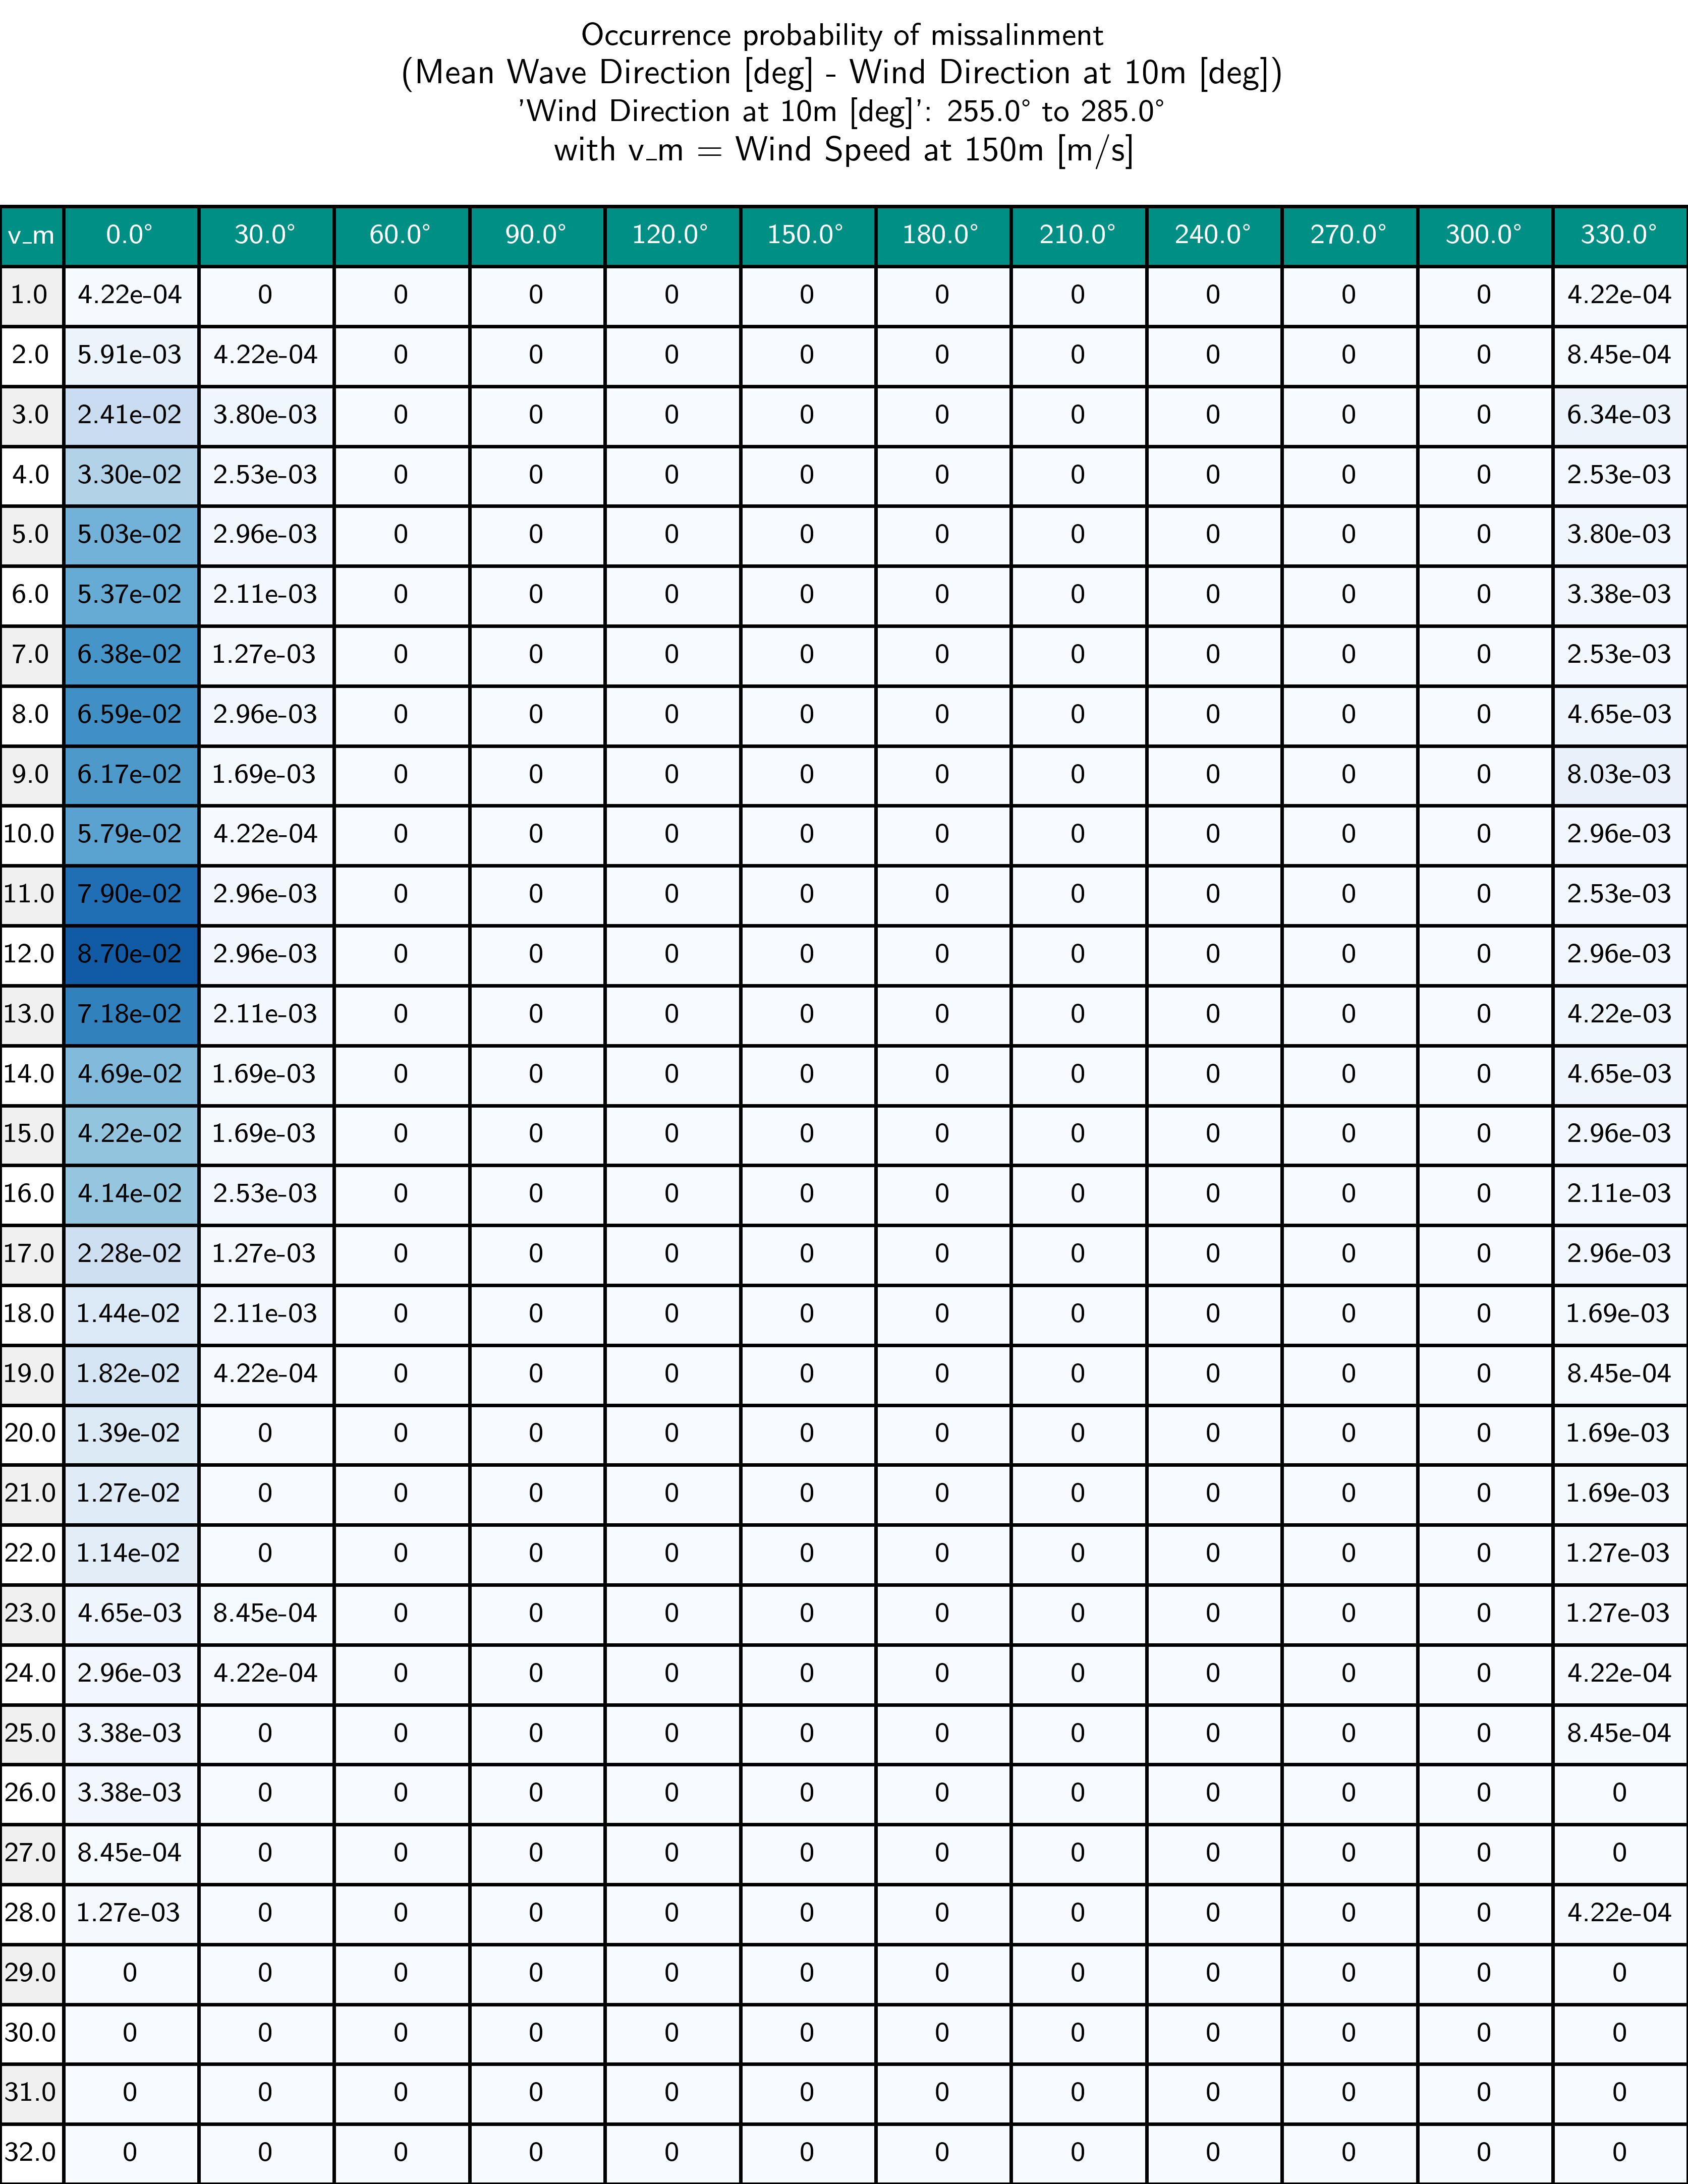 Occurrence probability of missalinment
(Mean Wave Direction [deg] - Wind Direction at 10m [deg])
'Wind Direction at 10m [deg]': 255.0° to 285.0°
with v_m = Wind Speed at 150m [m/s]
v_m 0.0° 30.0° 60.0° 90.0° 120.0° 150.0° 180.0° 210.0° 240.0° 270.0° 300.0° 330.0°
1.0 4.22e-04 0 0 0 0 0 0 0 0 0 0 4.22e-04
2.0 5.91e-03 4.22e-04 0 0 0 0 0 0 0 0 0 8.45e-04
3.0 2.41e-02 3.80e-03 0 0 0 0 0 0 0 0 0 6.34e-03
4.0 3.30e-02 2.53e-03 0 0 0 0 0 0 0 0 0 2.53e-03
5.0 5.03e-02 2.96e-03 0 0 0 0 0 0 0 0 0 3.80e-03
6.0 5.37e-02 2.11e-03 0 0 0 0 0 0 0 0 0 3.38e-03
7.0 6.38e-02 1.27e-03 0 0 0 0 0 0 0 0 0 2.53e-03
8.0 6.59e-02 2.96e-03 0 0 0 0 0 0 0 0 0 4.65e-03
9.0 6.17e-02 1.69e-03 0 0 0 0 0 0 0 0 0 8.03e-03
10.0 5.79e-02 4.22e-04 0 0 0 0 0 0 0 0 0 2.96e-03
11.0 7.90e-02 2.96e-03 0 0 0 0 0 0 0 0 0 2.53e-03
12.0 8.70e-02 2.96e-03 0 0 0 0 0 0 0 0 0 2.96e-03
13.0 7.18e-02 2.11e-03 0 0 0 0 0 0 0 0 0 4.22e-03
14.0 4.69e-02 1.69e-03 0 0 0 0 0 0 0 0 0 4.65e-03
15.0 4.22e-02 1.69e-03 0 0 0 0 0 0 0 0 0 2.96e-03
16.0 4.14e-02 2.53e-03 0 0 0 0 0 0 0 0 0 2.11e-03
17.0 2.28e-02 1.27e-03 0 0 0 0 0 0 0 0 0 2.96e-03
18.0 1.44e-02 2.11e-03 0 0 0 0 0 0 0 0 0 1.69e-03
19.0 1.82e-02 4.22e-04 0 0 0 0 0 0 0 0 0 8.45e-04
20.0 1.39e-02 0 0 0 0 0 0 0 0 0 0 1.69e-03
21.0 1.27e-02 0 0 0 0 0 0 0 0 0 0 1.69e-03
22.0 1.14e-02 0 0 0 0 0 0 0 0 0 0 1.27e-03
23.0 4.65e-03 8.45e-04 0 0 0 0 0 0 0 0 0 1.27e-03
24.0 2.96e-03 4.22e-04 0 0 0 0 0 0 0 0 0 4.22e-04
25.0 3.38e-03 0 0 0 0 0 0 0 0 0 0 8.45e-04
26.0 3.38e-03 0 0 0 0 0 0 0 0 0 0 0
27.0 8.45e-04 0 0 0 0 0 0 0 0 0 0 0
28.0 1.27e-03 0 0 0 0 0 0 0 0 0 0 4.22e-04
29.0 0 0 0 0 0 0 0 0 0 0 0 0
30.0 0 0 0 0 0 0 0 0 0 0 0 0
31.0 0 0 0 0 0 0 0 0 0 0 0 0
32.0 0 0 0 0 0 0 0 0 0 0 0 0